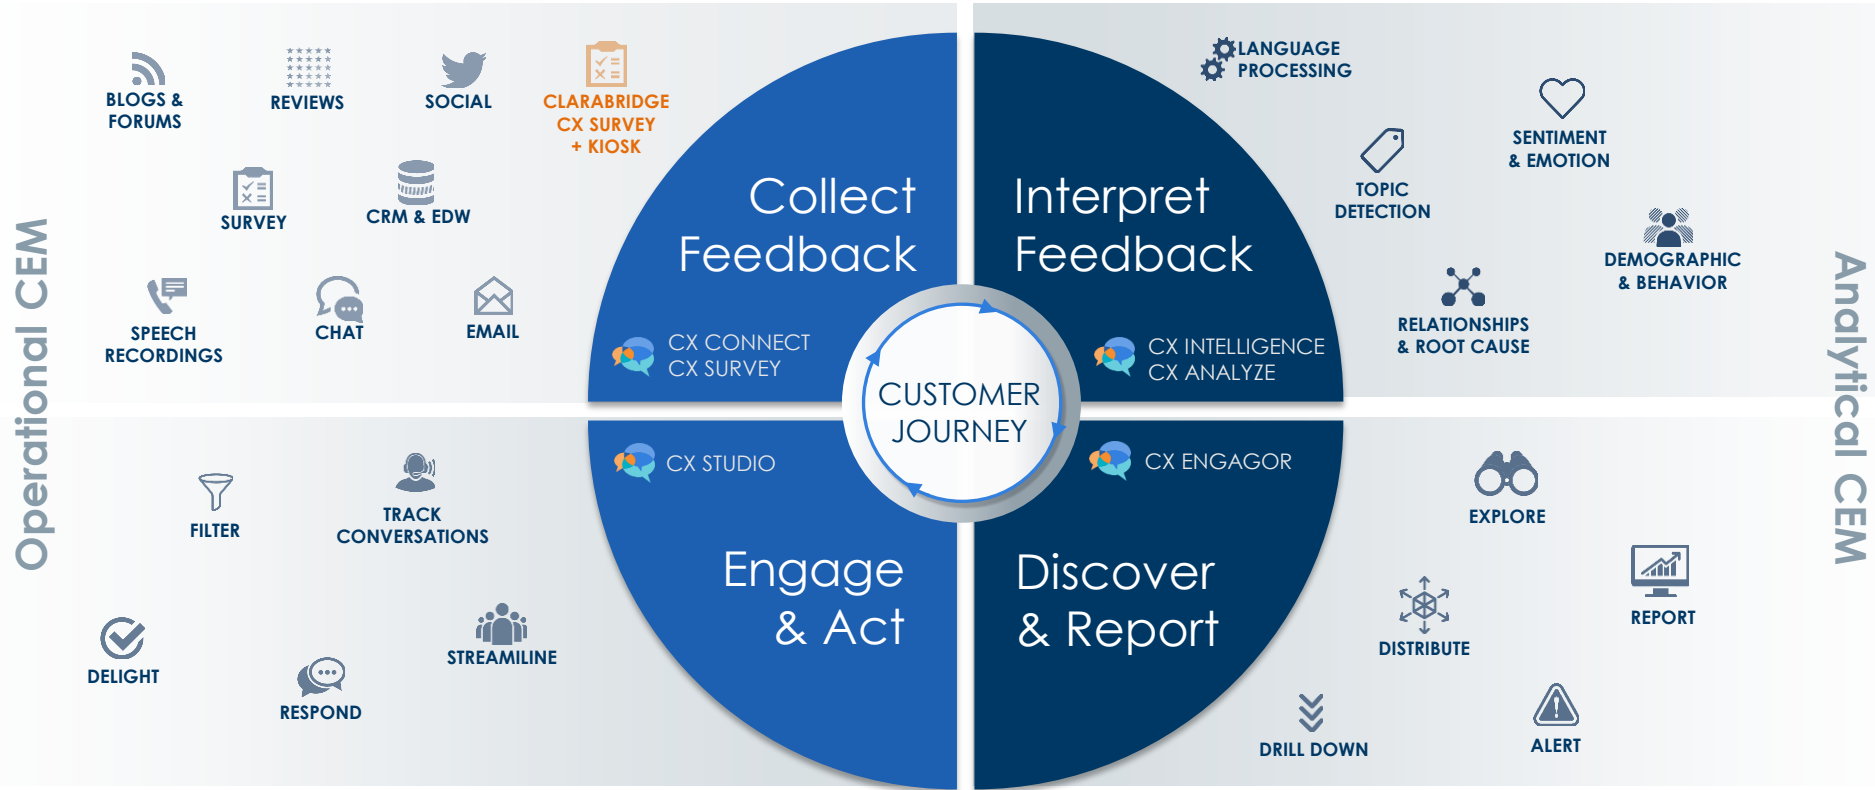 Operational CEM
BLOGS &
FORUMS
REVIEWS
SOCIAL
CLARABRIDGE
CX SURVEY
+ KIOSK
SURVEY
CRM & EDW
SPEECH
RECORDINGS
CHAT
EMAIL
Collect
Feedback
CX CONNECT
CX SURVEY
Interpret
Feedback
CX INTELLIGENCE
CX ANALYZE
LANGUAGE
PROCESSING
SENTIMENT
& EMOTION
TOPIC
DETECTION
DEMOGRAPHIC
& BEHAVIOR
RELATIONSHIPS
& ROOT CAUSE
Analytical CEM
CUSTOMER
JOURNEY
FILTER
TRACK
CONVERSATIONS
DELIGHT
RESPOND
STREAMILINE
CX STUDIO
Engage
& Act
CX ENGAGOR
Discover
& Report
EXPLORE
REPORT
DISTRIBUTE
DRILL DOWN
ALERT